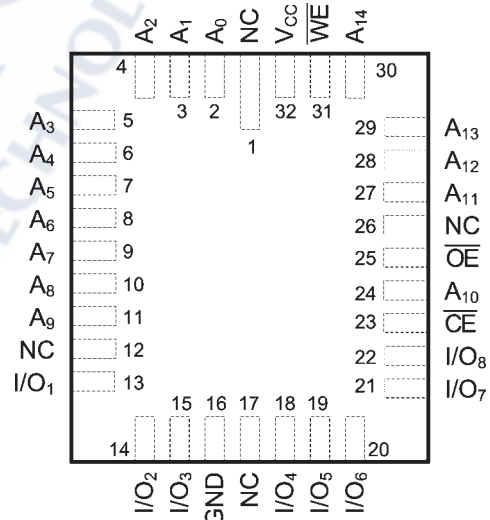 A2 A1 A0 NC VCC WE A14
4 3 2 1 32 31 30
A3 5 29 A13
A4 6 28 A12
A5 7 27 A11
A6 8 26 NC
A7 9 25 OE
A8 10 24 A10
A9 11 23 CE
NC 12 22 I/O8
I/O1 13 21 I/O7
14 15 16 17 18 19 20
I/O2 I/O3 GND NC I/O4 I/O5 I/O6